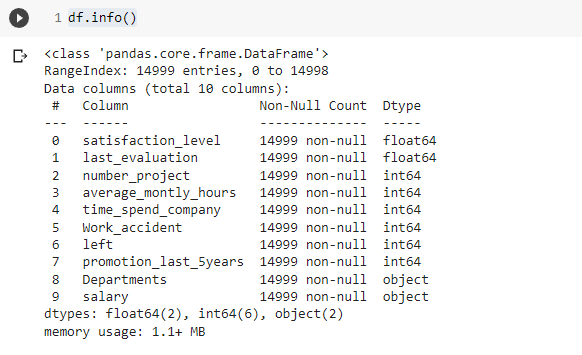 1 df.info()
<class 'pandas.core.frame.DataFrame'>
RangeIndex: 14999 entries, 0 to 14998
Data columns (total 10 columns):
 #   Column                 Non-Null Count  Dtype
---  ------                 --------------  -----
 0   satisfaction_level     14999 non-null  float64
 1   last_evaluation        14999 non-null  float64
 2   number_project         14999 non-null  int64
 3   average_montly_hours   14999 non-null  int64
 4   time_spend_company     14999 non-null  int64
 5   Work_accident          14999 non-null  int64
 6   left                   14999 non-null  int64
 7   promotion_last_5years  14999 non-null  int64
 8   Departments            14999 non-null  object
 9   salary                 14999 non-null  object
dtypes: float64(2), int64(6), object(2)
memory usage: 1.1+ MB